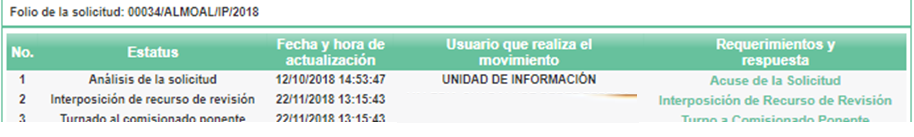 Folio de la solicitud: 00034/ALMOAL/IP/2018
No. Estatus Fecha y hora de actualización Usuario que realiza el movimiento Requerimientos y respuesta
1 Análisis de la solicitud 12/10/2018 14:53:47 UNIDAD DE INFORMACIÓN Acuse de la Solicitud
2 Interposición de recurso de revisión 22/11/2018 13:15:43 Interposición de Recurso de Revisión
3 Turnado al comisionado ponente 22/11/2018 13:15:43 Turno a Comisionado Ponente